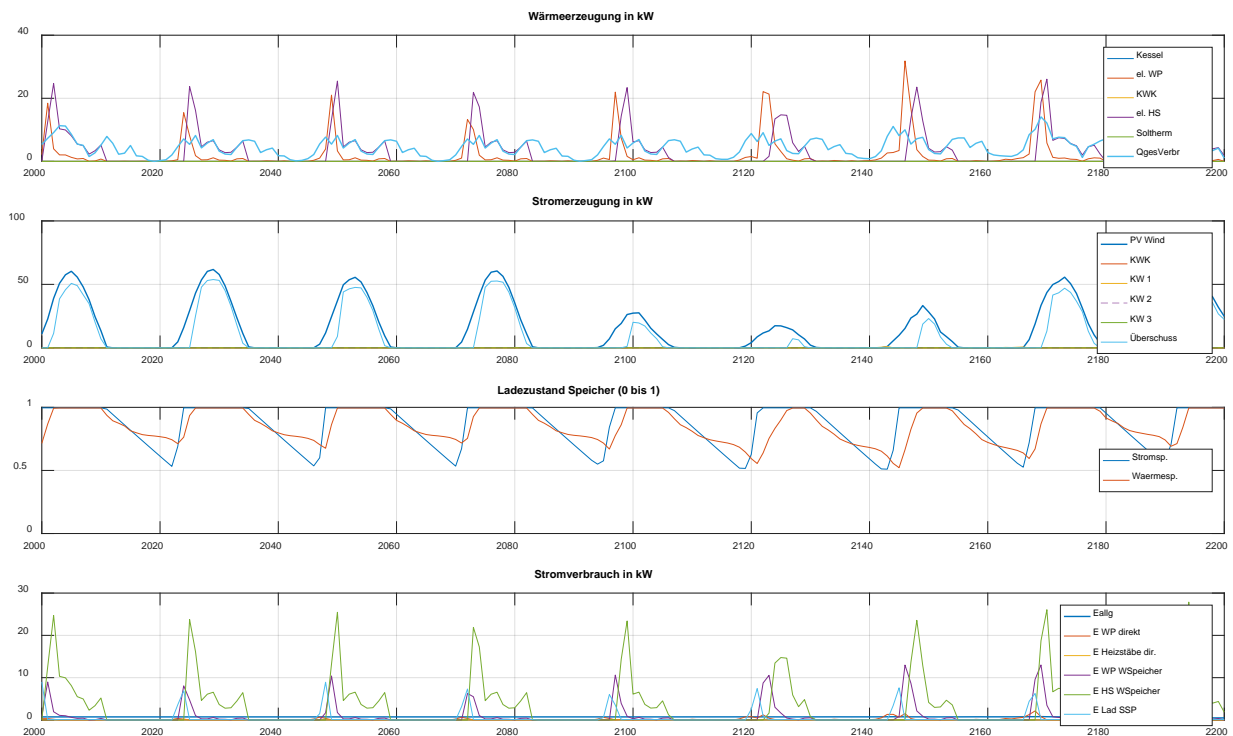 Wärmeerzeugung in kW
40
20
0
Kessel
el. WP
KWK
el. HS
Soltherm
QgesVerbr
2000 2020 2040 2060 2080 2100 2120 2140 2160 2180 2200
Stromerzeugung in kW
100
50
0
PV Wind
KWK
KW 1
KW 2
KW 3
Überschuss
2000 2020 2040 2060 2080 2100 2120 2140 2160 2180 2200
Ladezustand Speicher (0 bis 1)
1
0.5
0
Stromsp.
Waermesp.
2000 2020 2040 2060 2080 2100 2120 2140 2160 2180 2200
Stromverbrauch in kW
30
20
10
0
Eallg
E WP direkt
E Heizstäbe dir.
E WP WSpeicher
E HS WSpeicher
E Lad SSP
2000 2020 2040 2060 2080 2100 2120 2140 2160 2180 2200